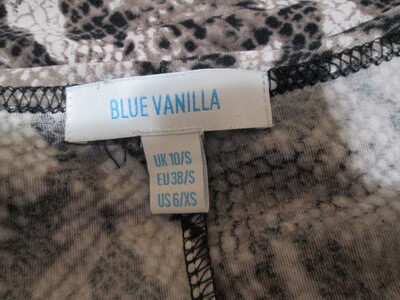 BLUE VANILLA
UK 10/S
EU 38/S
US 6/XS